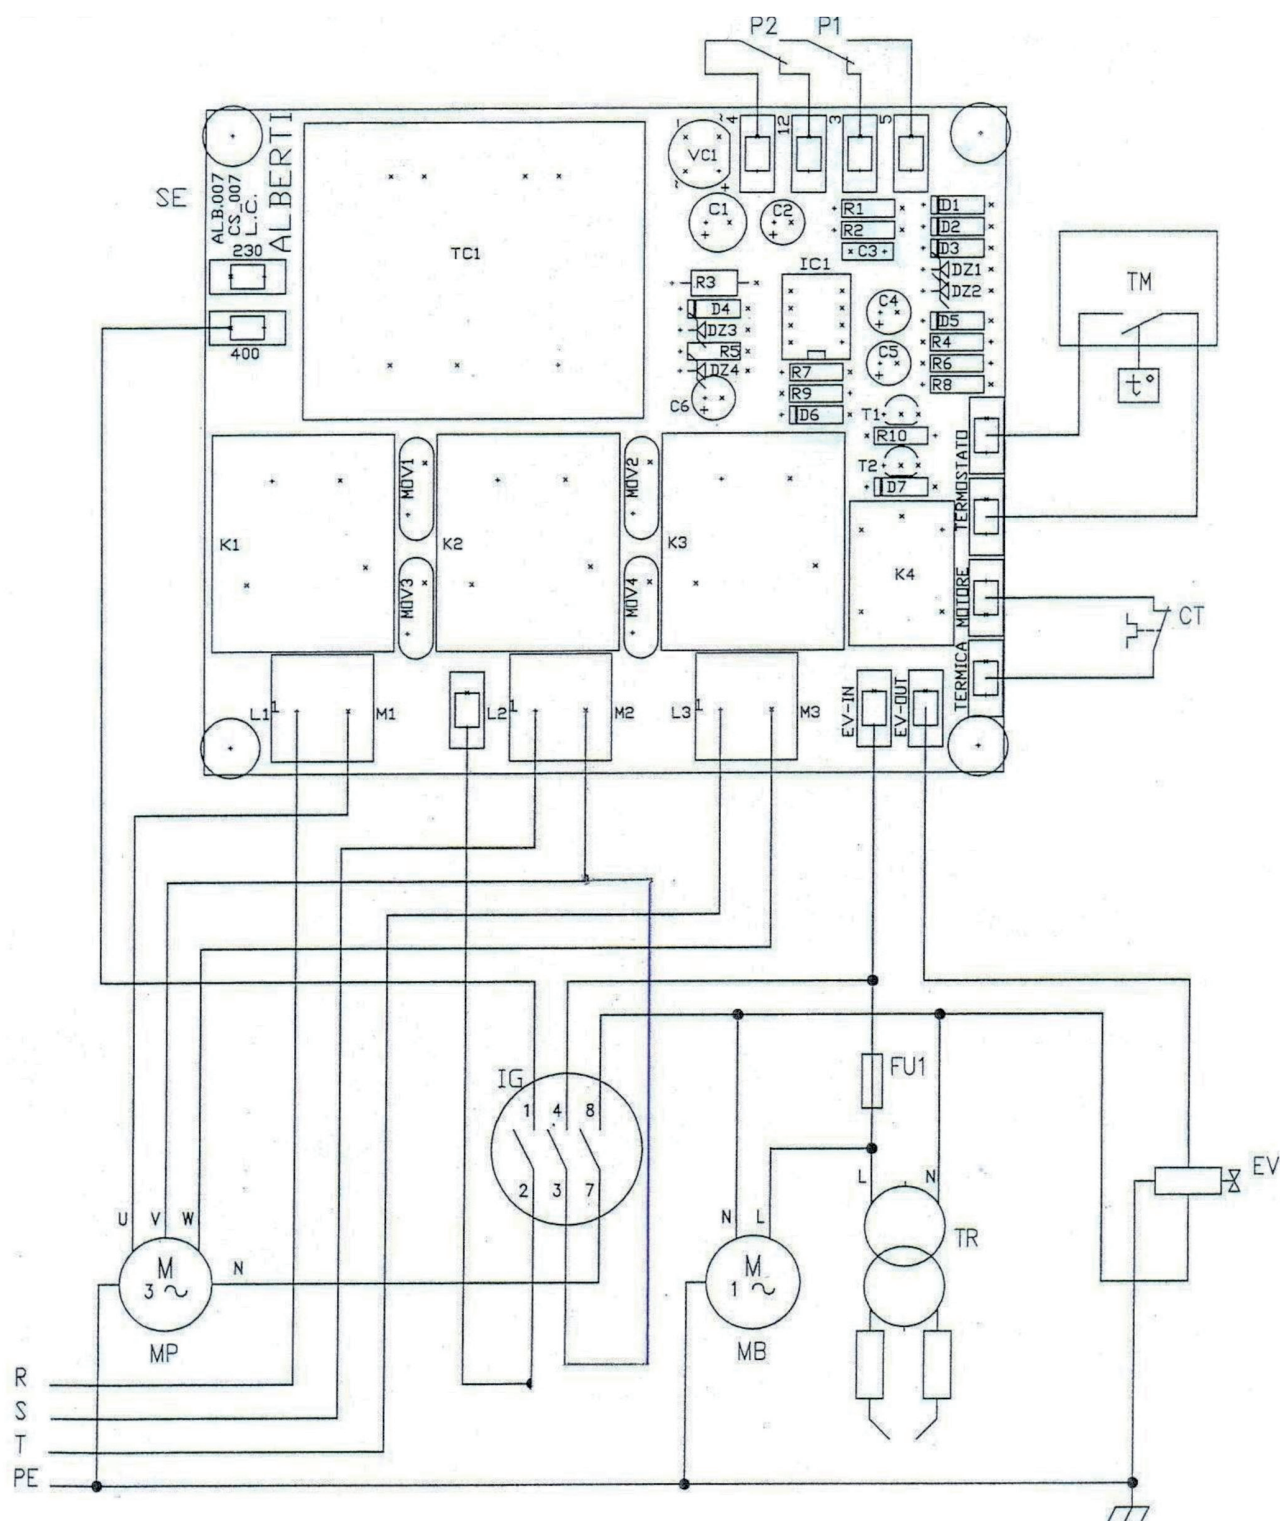 P2 P1
4 12 3 5
SE
ALB.007
CS_007
L.C.
ALBERTI
230
400
TC1
VC1
C1 C2
R1
R2
C3
D1
D2
D3
DZ1
DZ2
D5
R4
R6
R8
IC1
R3
D4
DZ3
R5
DZ4
C6
C4
C5
R7
R9
D6
T1
R10
T2
D7
TM
t°
TERMOSTATO
K1 MOV1 K2 MOV2 K3 K4
MOV3 MOV4
TERMICA MOTORE
CT
L1 1 M1 L2 1 M2 L3 1 M3 EV-IN EV-OUT
IG
1 4 8
2 3 7
FU1
L N
TR
EV
U V W
M
3 ~
N
MP
N L
M
1 ~
MB
R
S
T
PE